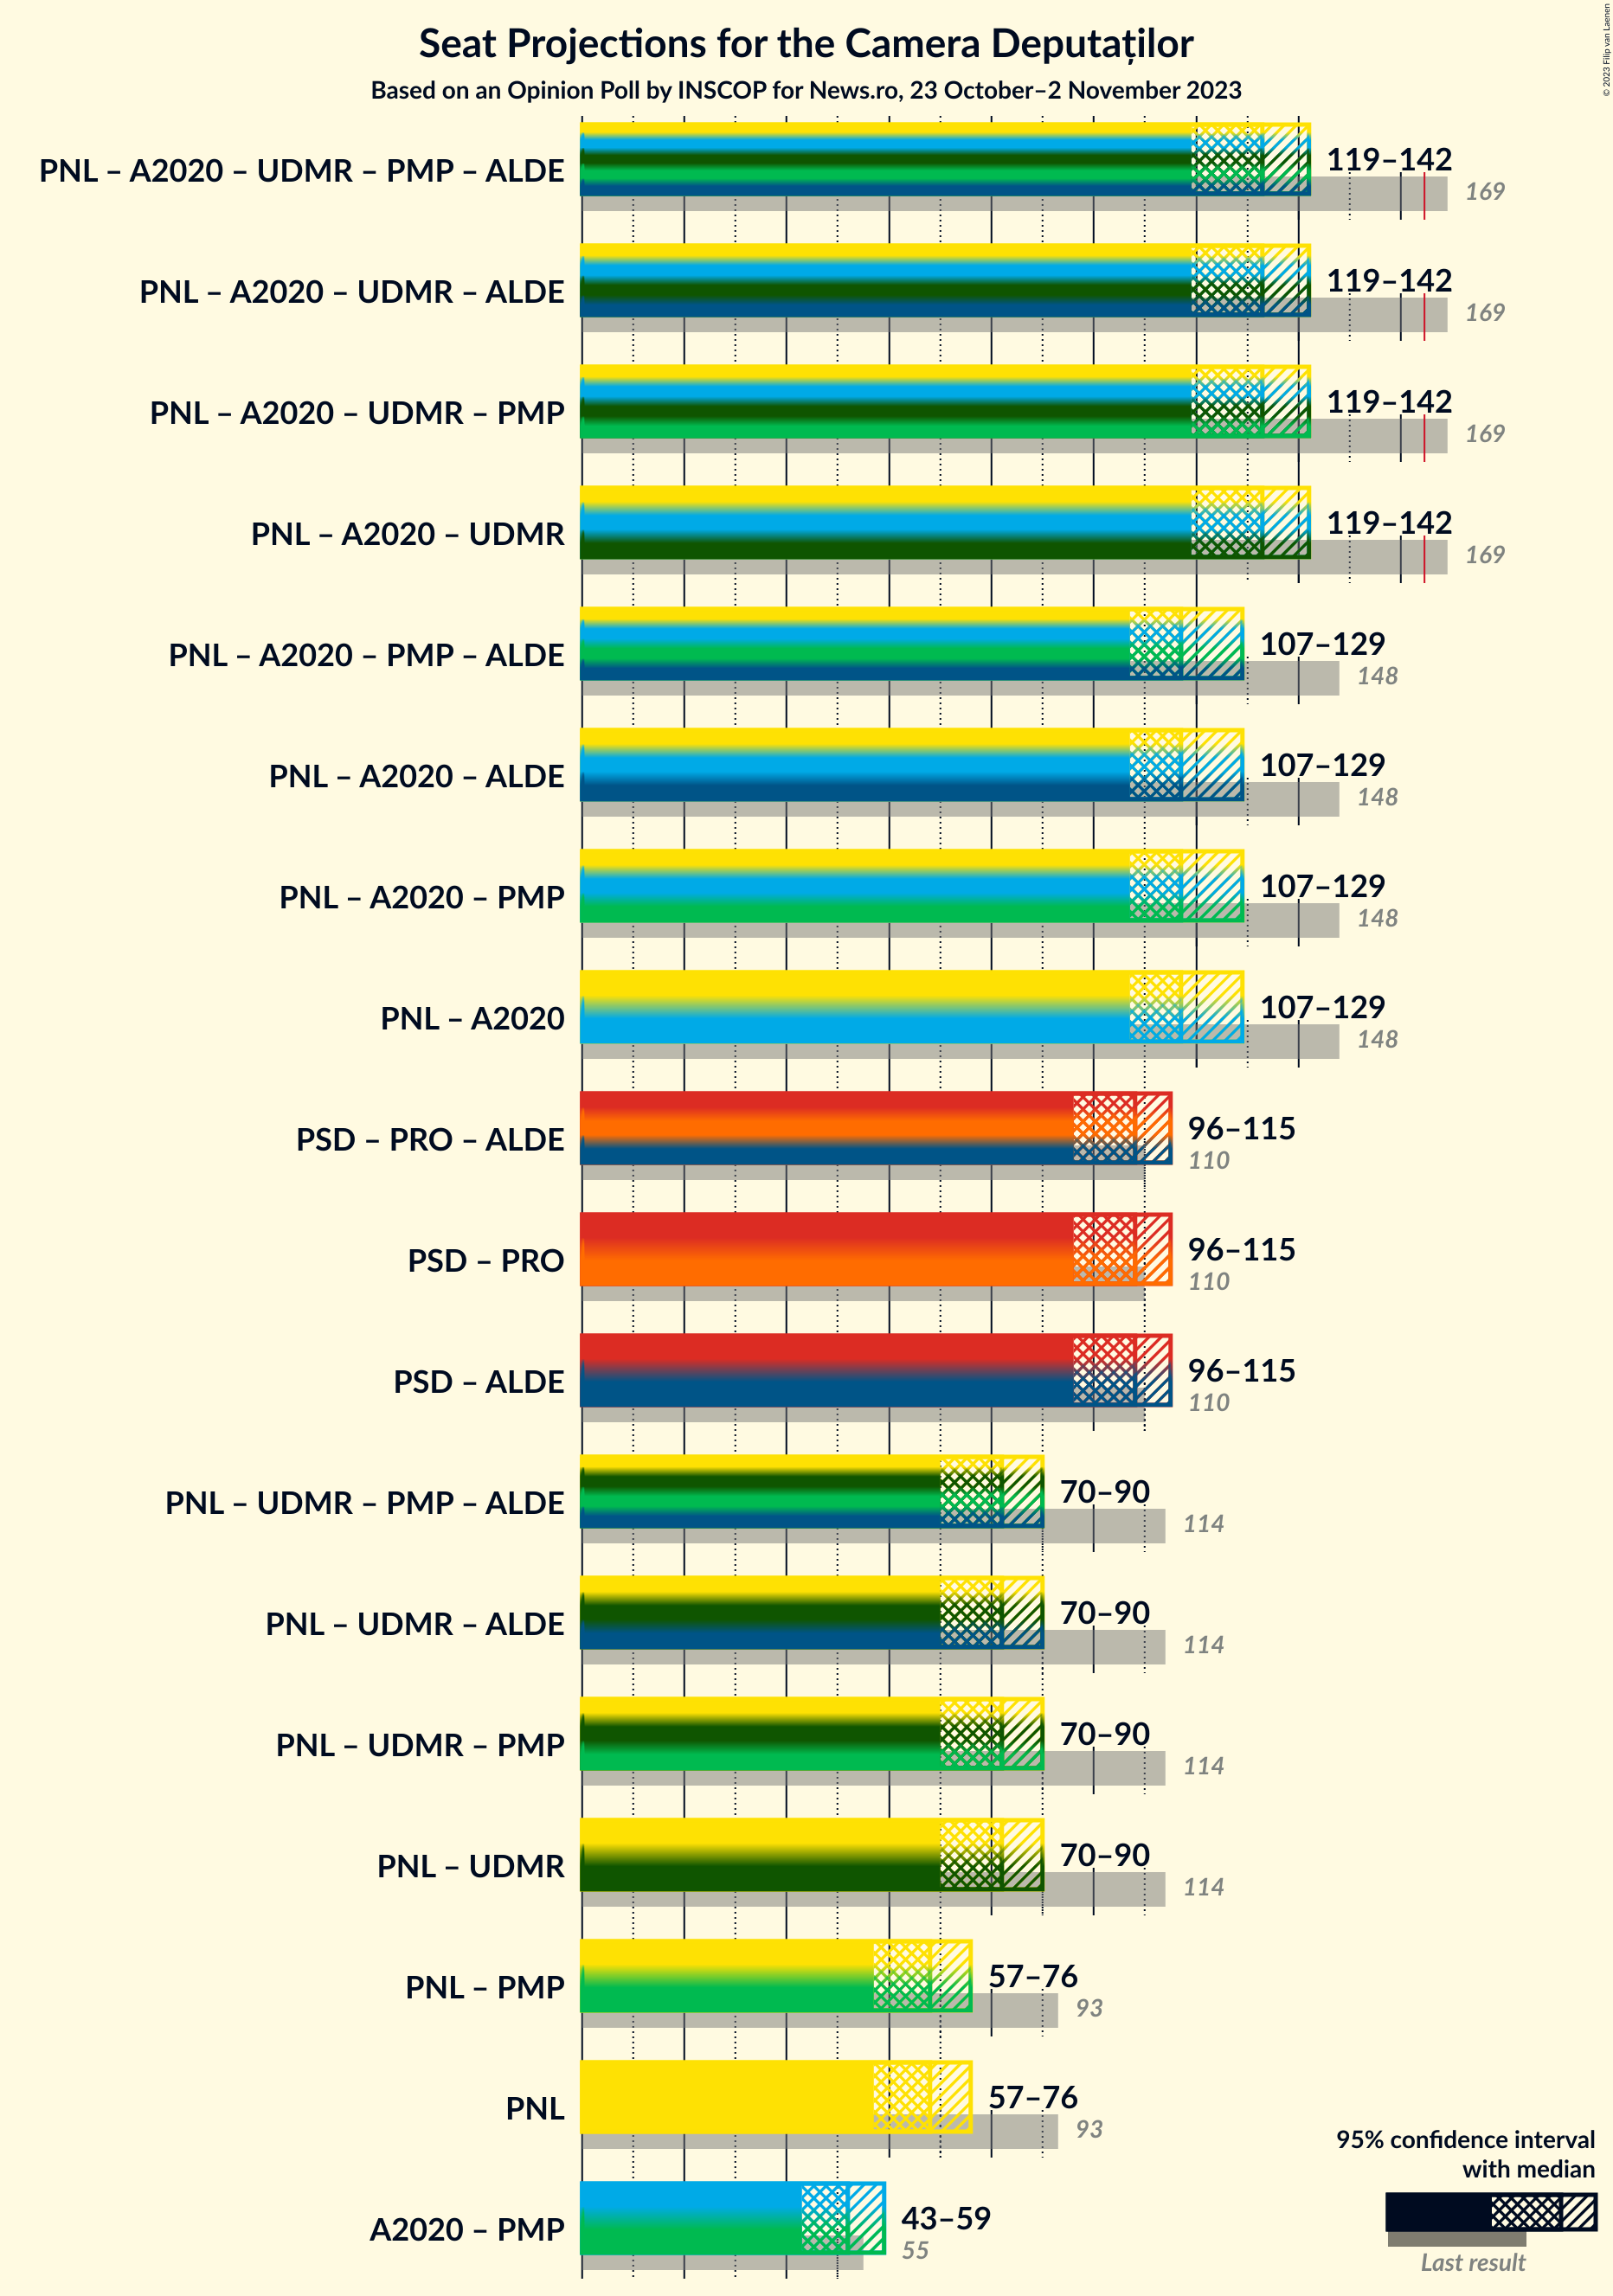 Seat Projections for the Camera Deputaților
Based on an Opinion Poll by INSCOP for News.ro, 23 October–2 November 2023
© 2023 Filip van Laenen
PNL – A2020 – UDMR – PMP – ALDE
119–142
169
PNL – A2020 – UDMR – ALDE
119–142
169
PNL – A2020 – UDMR – PMP
119–142
169
PNL – A2020 – UDMR
119–142
169
PNL – A2020 – PMP – ALDE
107–129
148
PNL – A2020 – ALDE
107–129
148
PNL – A2020 – PMP
107–129
148
PNL – A2020
107–129
148
PSD – PRO – ALDE
96–115
110
PSD – PRO
96–115
110
PSD – ALDE
96–115
110
PNL – UDMR – PMP – ALDE
70–90
114
PNL – UDMR – ALDE
70–90
114
PNL – UDMR – PMP
70–90
114
PNL – UDMR
70–90
114
PNL – PMP
57–76
93
PNL
57–76
93
A2020 – PMP
43–59
55
95% confidence interval
with median
Last result